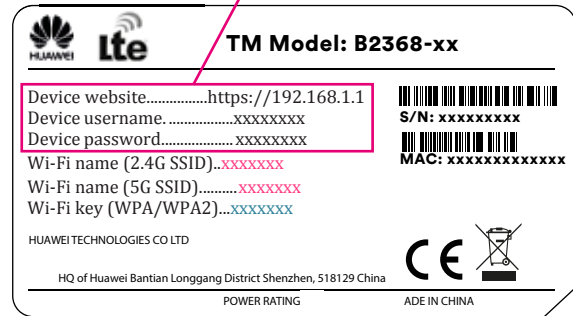 HUAWEI
Lte
TM Model: B2368-xx
Device website................https://192.168.1.1
Device username. .................xxxxxxxx
Device password................... xxxxxxxx
Wi-Fi name (2.4G SSID)..xxxxxxx
Wi-Fi name (5G SSID)..........xxxxxxx
Wi-Fi key (WPA/WPA2)...xxxxxxx
S/N: xxxxxxxxx
MAC: xxxxxxxxxxxxx
HUAWEI TECHNOLOGIES CO LTD
HQ of Huawei Bantian Longgang District Shenzhen, 518129 China
CE
POWER RATING
ADE IN CHINA